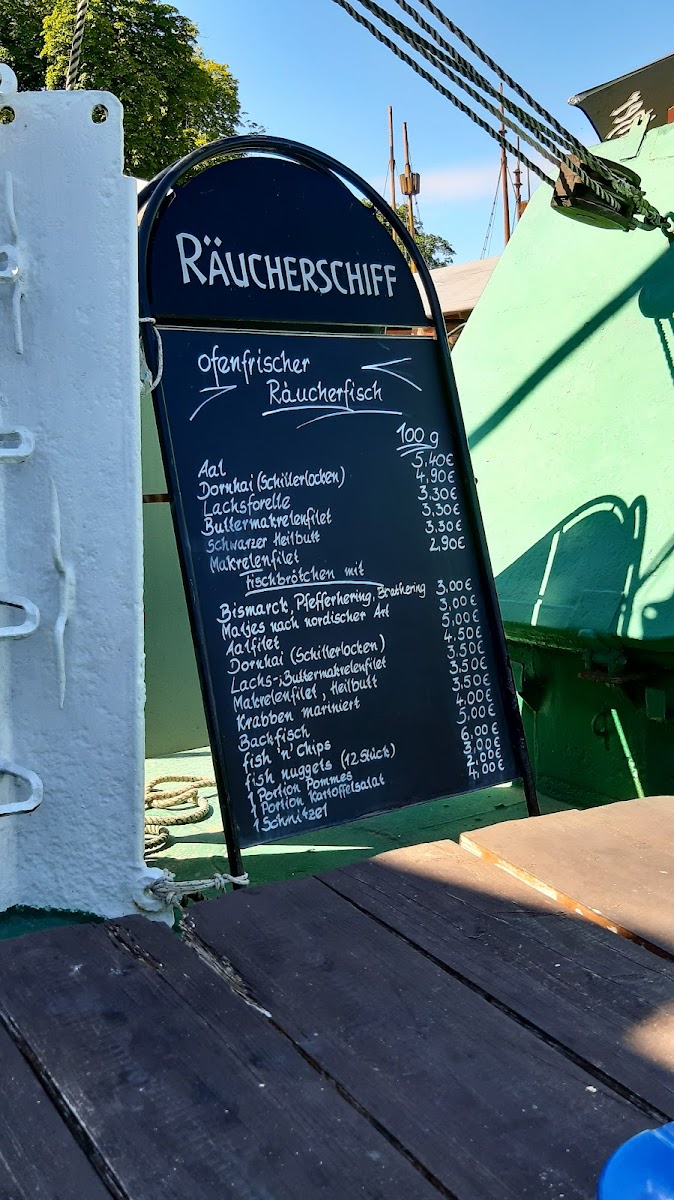 RÄUCHERSCHIFF
Ofenfrischer
Räucherfisch
100 g
Aal 5,40€
Dornhai (Schillerlocken) 4,90€
Lachsforelle 3,30€
Buttermakrelenfilet 3,30€
Schwarzer Heilbutt 3,30€
Makrelenfilet 2,90€
Fischbrötchen mit
Bismarck, Pfefferhering, Brathering 3,00€
Matjes nach nordischer Art 3,00€
Aalfilet 5,00€
Dornhai (Schillerlocken) 4,50€
Lachs-, Buttermakrelenfilet 3,50€
Makrelenfilet, Heilbutt 3,50€
Krabben mariniert 3,50€
Backfisch 4,00€
fish 'n' Chips 5,00€
fish nuggets (12 Stück) 6,00€
1 Portion Pommes 3,00€
1 Portion Kartoffelsalat 2,00€
1 Schnitzel 4,00€